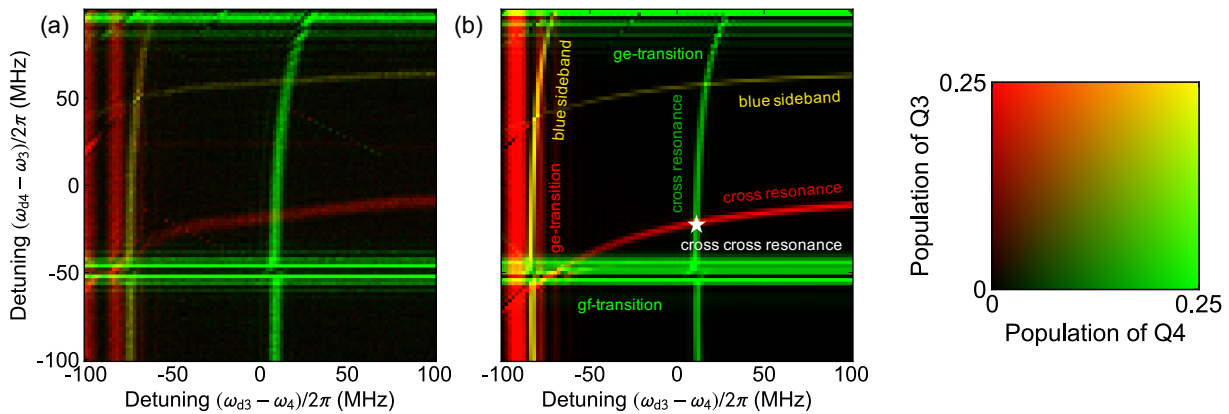 (a)
Detuning (ω_d4 − ω_3)/2π (MHz)
50
0
-50
-100
-100
-50
0
50
100
Detuning (ω_d3 − ω_4)/2π (MHz)
(b)
ge-transition
blue sideband
blue sideband
cross resonance
ge-transition
cross resonance
cross cross resonance
gf-transition
-100
-50
0
50
100
Detuning (ω_d3 − ω_4)/2π (MHz)
Population of Q3
0.25
0
0
0.25
Population of Q4